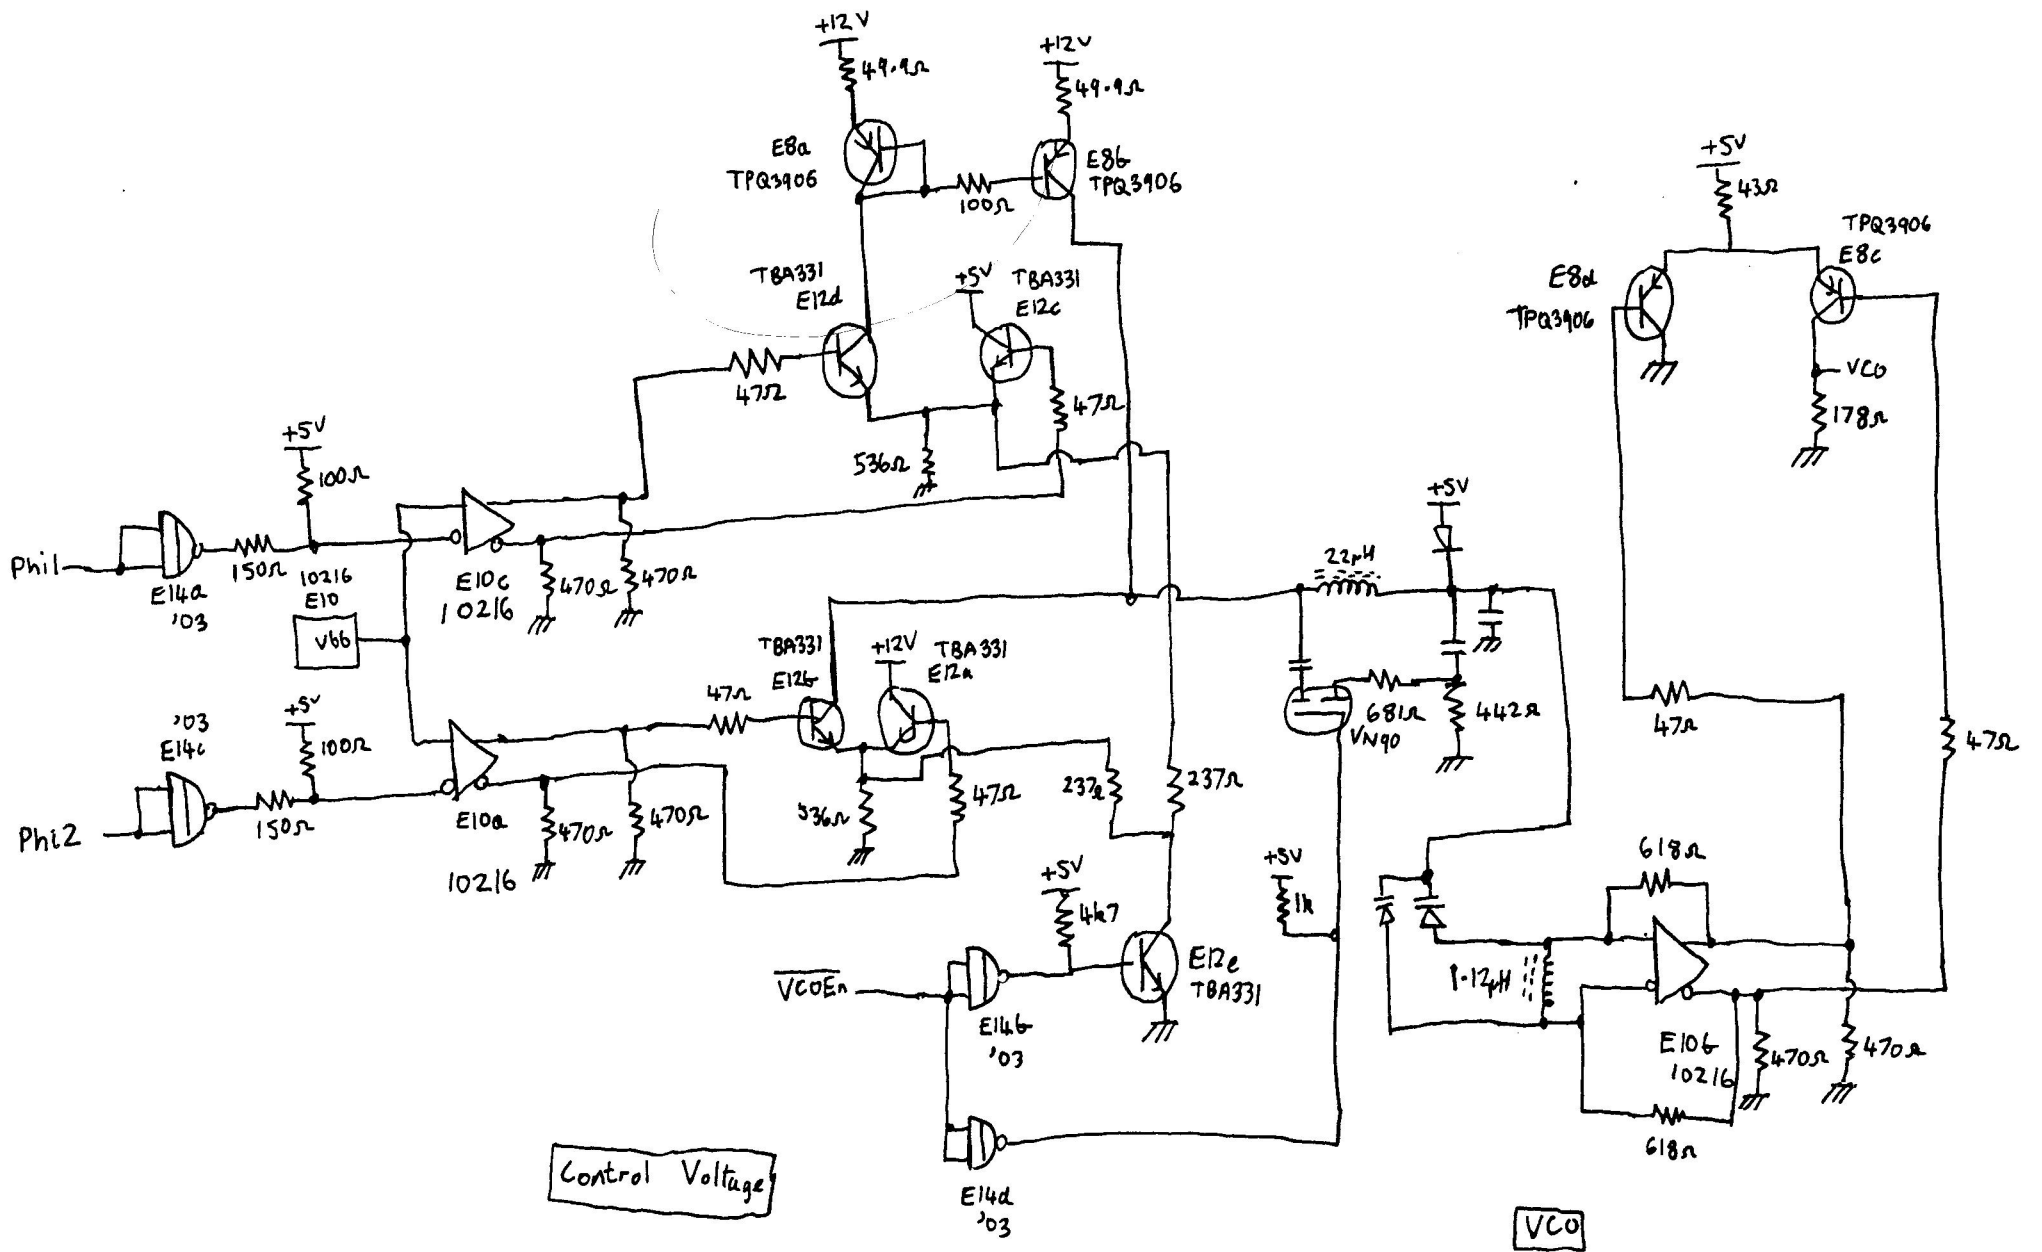 +12V
49.9Ω
+12V
49.9Ω
E8a
TPQ3906
100Ω
E8b
TPQ3906
TBA331
E12d
+5V
TBA331
E12c
47Ω
47Ω
536Ω
+5V
43Ω
TPQ3906
E8c
E8d
TPQ3906
VCO
178Ω
+5V
100Ω
Phi1
E14a
'03
150Ω
10216
E10
Vbb
E10c
10216
470Ω
470Ω
+5V
22μH
681Ω
VN90
442Ω
47Ω
47Ω
'03
E14c
+5V
100Ω
Phi2
150Ω
E10a
10216
470Ω
470Ω
47Ω
TBA331
E12b
+12V
TBA331
E12a
536Ω
47Ω
237Ω
237Ω
+5V
4k7
VCOEn
E14b
'03
E12e
TBA331
+5V
1k
E14d
'03
618Ω
1.12μH
E10b
10216
470Ω
470Ω
618Ω
Control Voltage
VCO